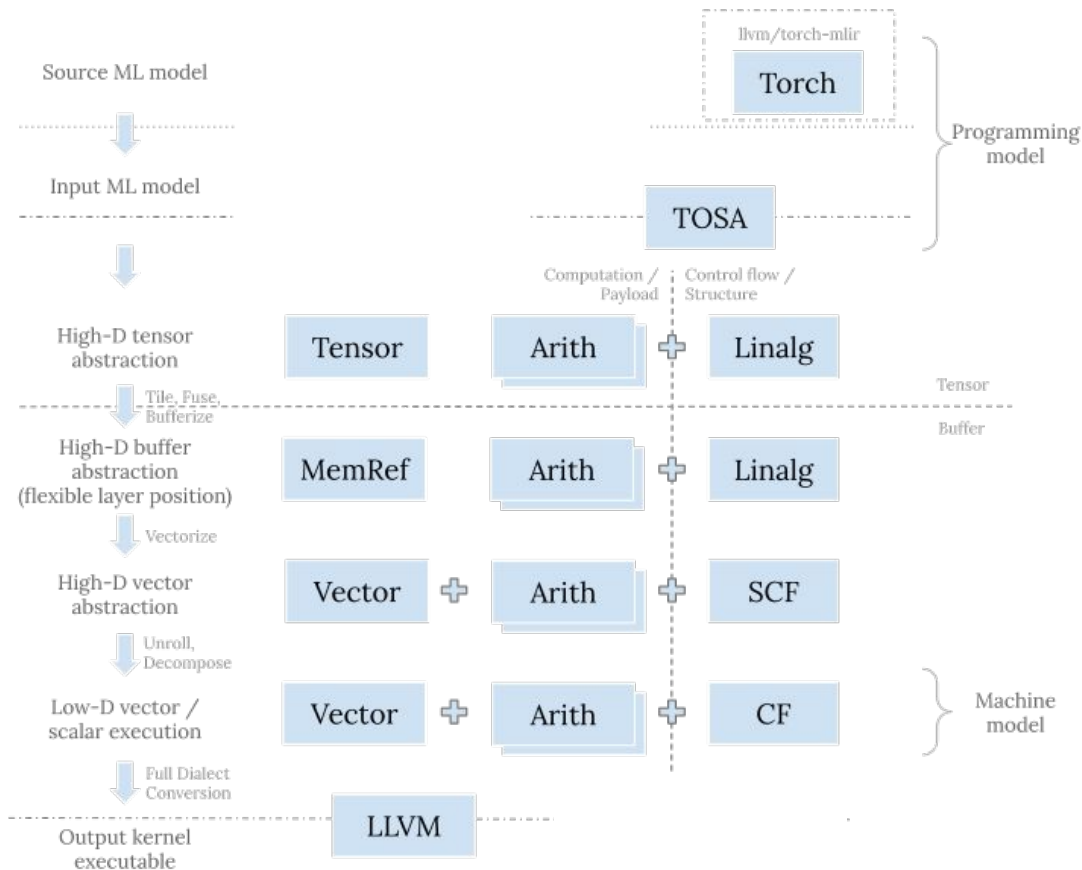 llvm/torch-mlir
Source ML model
Torch
Programming
model
Input ML model
TOSA
Computation /
Payload
Control flow /
Structure
High-D tensor
abstraction
Tensor
Arith
Linalg
Tile, Fuse,
Bufferize
Tensor
Buffer
High-D buffer
abstraction
(flexible layer position)
MemRef
Arith
Linalg
Vectorize
High-D vector
abstraction
Vector
Arith
SCF
Unroll,
Decompose
Low-D vector /
scalar execution
Vector
Arith
CF
Machine
model
Full Dialect
Conversion
LLVM
Output kernel
executable